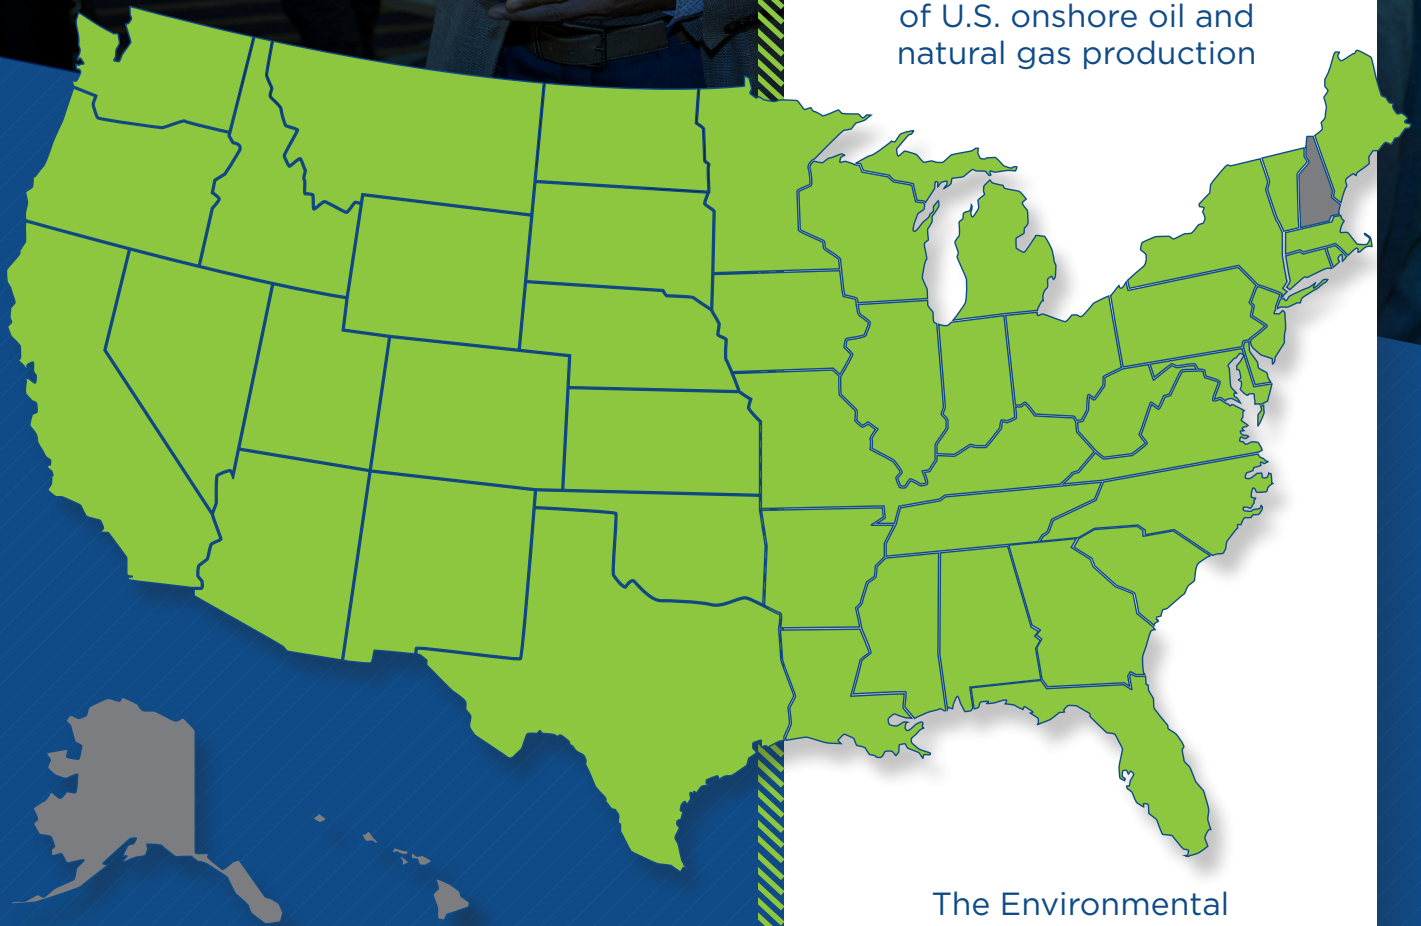 of U.S. onshore oil and
natural gas production
The Environmental